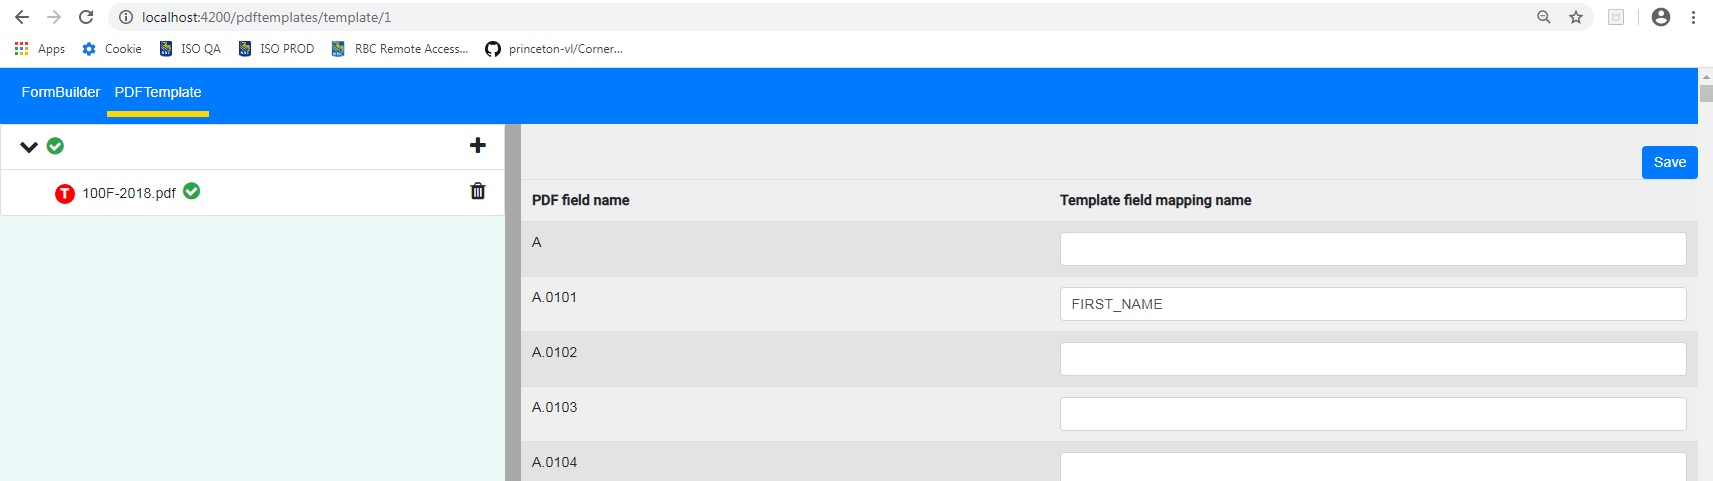 localhost:4200/pdftemplates/template/1
Apps Cookie ISO QA ISO PROD RBC Remote Access... princeton-vl/Corner...
FormBuilder PDFTemplate
Save
T 100F-2018.pdf
PDF field name Template field mapping name
A
A.0101 FIRST_NAME
A.0102
A.0103
A.0104